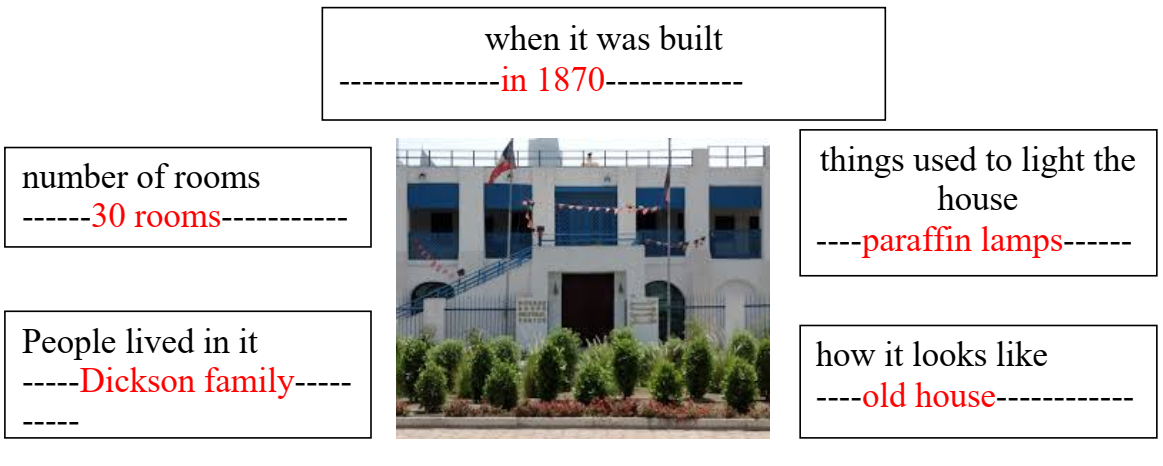 when it was built
--------------in 1870------------
number of rooms
------30 rooms-----------
things used to light the
house
----paraffin lamps------
People lived in it
-----Dickson family-----
-----
how it looks like
----old house------------